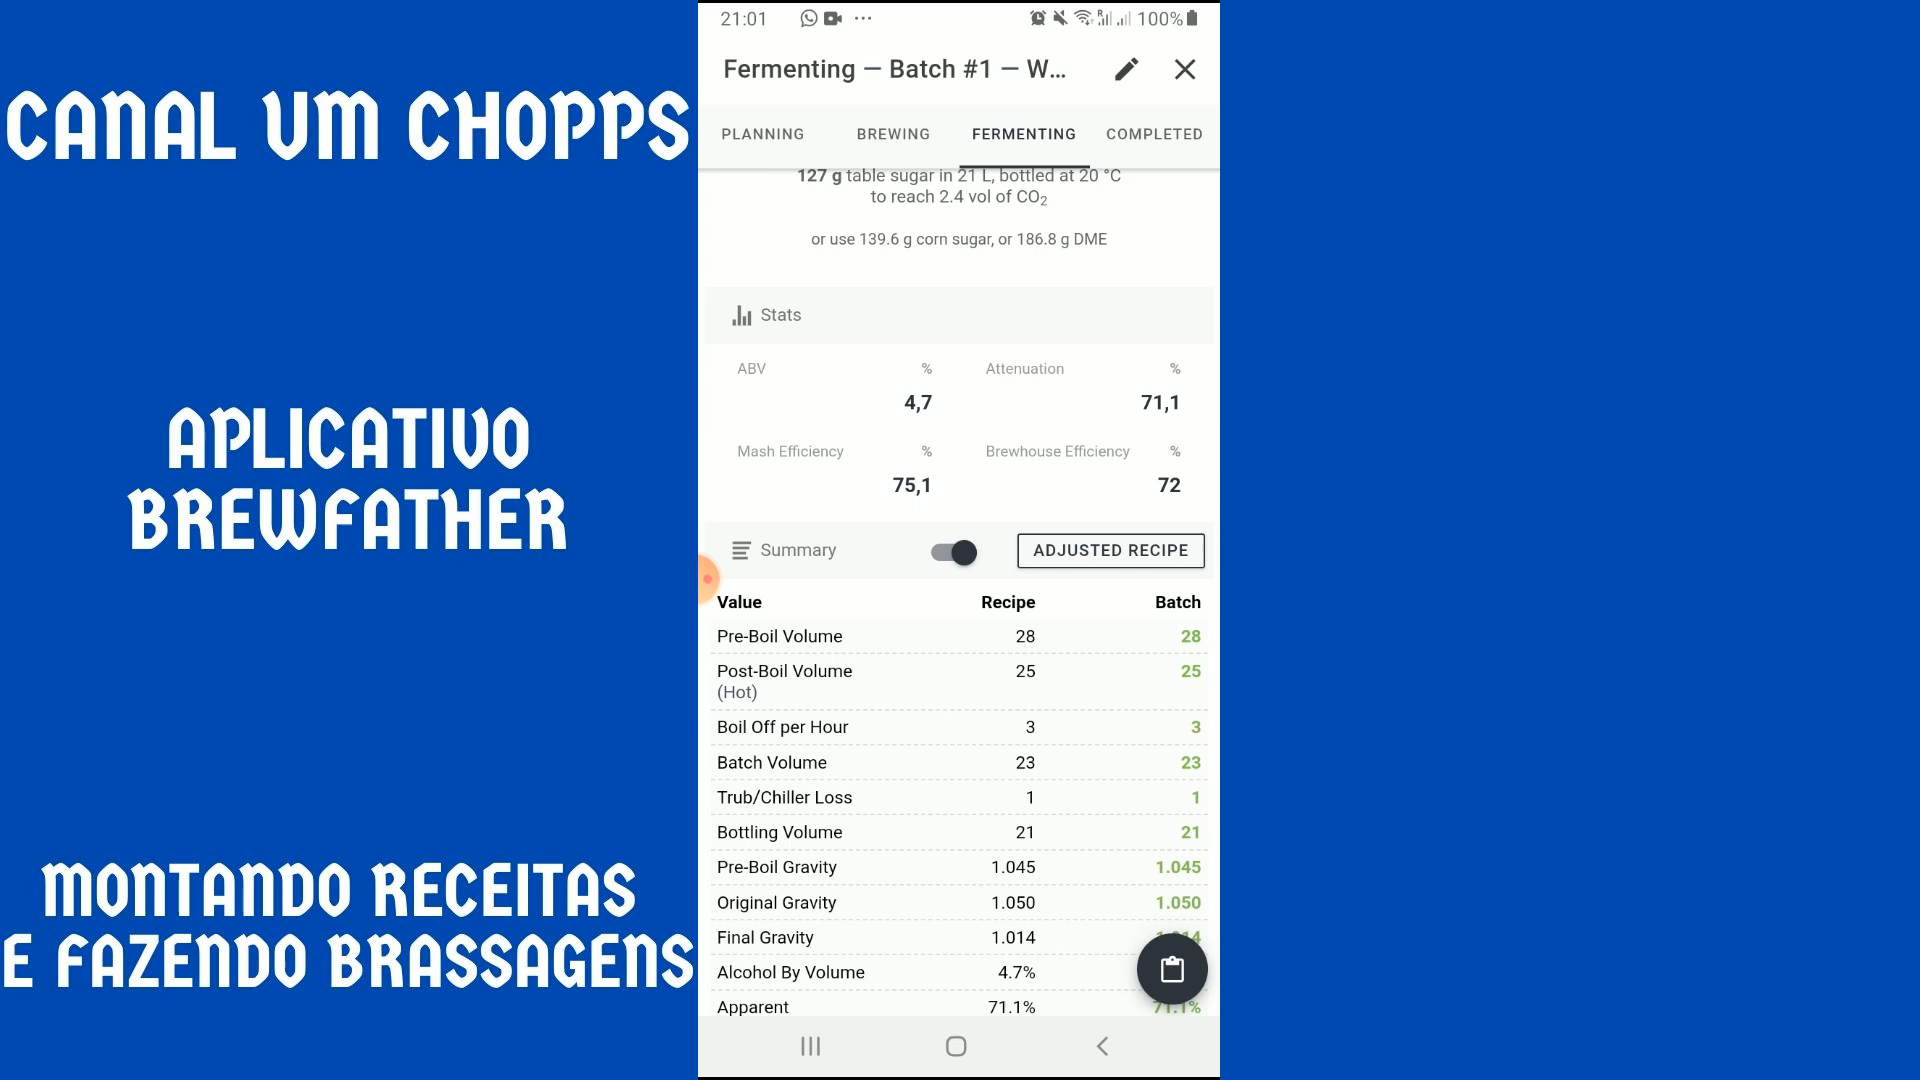 CANAL UM CHOPPS
APLICATIVO
BREWFATHER
MONTANDO RECEITAS
E FAZENDO BRASSAGENS
21:01
100%
Fermenting — Batch #1 — W...
PLANNING BREWING FERMENTING COMPLETED
127 g table sugar in 21 L, bottled at 20 °C
to reach 2.4 vol of CO₂
or use 139.6 g corn sugar, or 186.8 g DME
Stats
ABV % Attenuation %
4,7 71,1
Mash Efficiency % Brewhouse Efficiency %
75,1 72
Summary ADJUSTED RECIPE
Value Recipe Batch
Pre-Boil Volume 28 28
Post-Boil Volume 25 25
(Hot)
Boil Off per Hour 3 3
Batch Volume 23 23
Trub/Chiller Loss 1 1
Bottling Volume 21 21
Pre-Boil Gravity 1.045 1.045
Original Gravity 1.050 1.050
Final Gravity 1.014
Alcohol By Volume 4.7%
Apparent 71.1% 71.1%